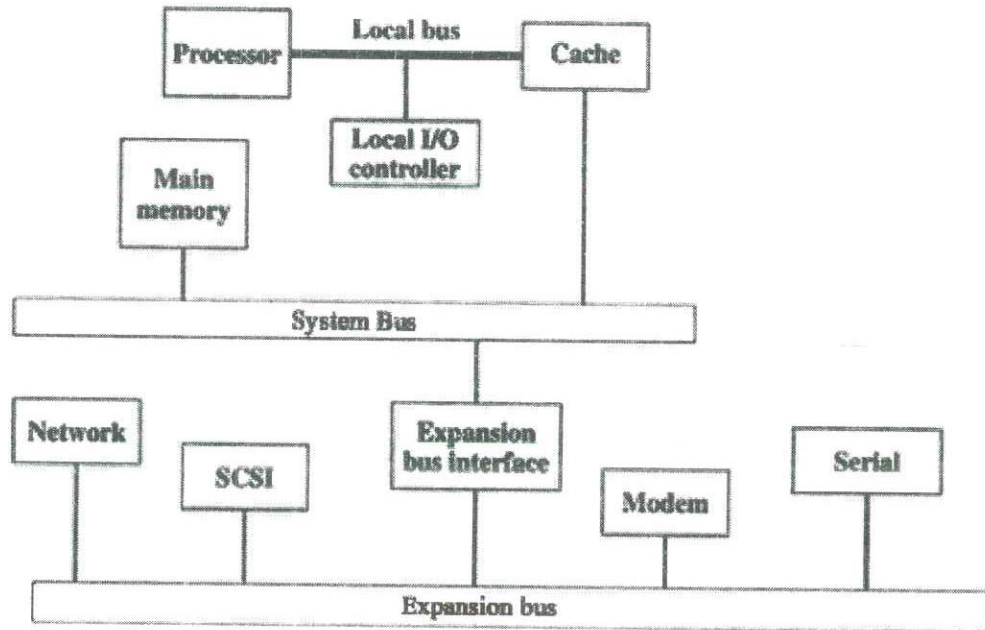 Local bus
Processor
Cache
Local I/O
controller
Main
memory
System Bus
Network
SCSI
Expansion
bus interface
Modem
Serial
Expansion bus